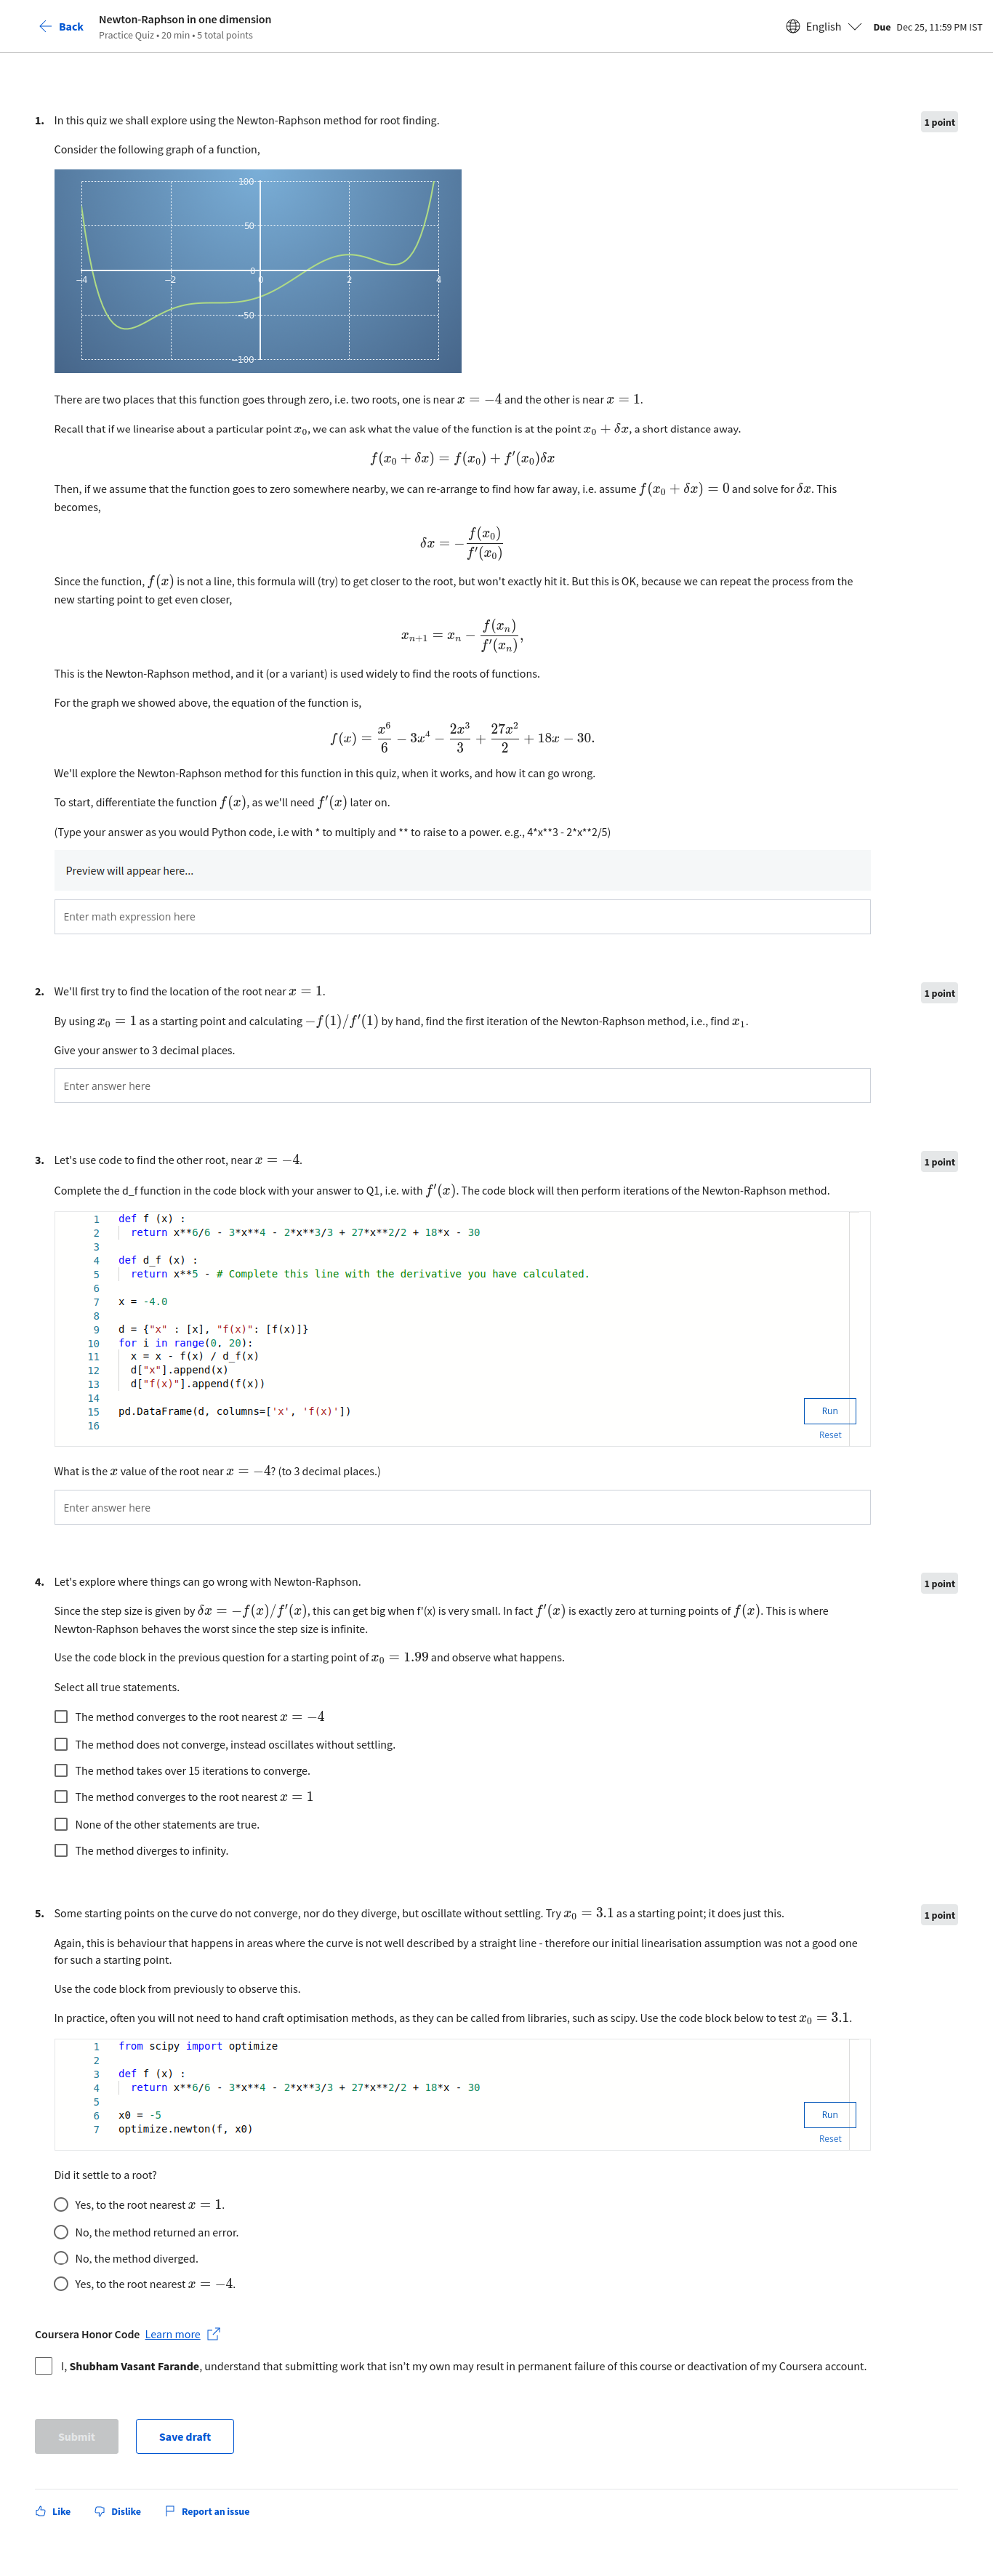 Back
Newton-Raphson in one dimension
Practice Quiz • 20 min • 5 total points
English
Due Dec 25, 11:59 PM IST
1. In this quiz we shall explore using the Newton-Raphson method for root finding.
1 point
Consider the following graph of a function,
100
50
0
−4 −2 0 2 4
−50
−100
There are two places that this function goes through zero, i.e. two roots, one is near x = −4 and the other is near x = 1.
Recall that if we linearise about a particular point x₀, we can ask what the value of the function is at the point x₀ + δx, a short distance away.
f(x₀ + δx) = f(x₀) + f′(x₀)δx
Then, if we assume that the function goes to zero somewhere nearby, we can re-arrange to find how far away, i.e. assume f(x₀ + δx) = 0 and solve for δx. This
becomes,
δx = − f(x₀) / f′(x₀)
Since the function, f(x) is not a line, this formula will (try) to get closer to the root, but won't exactly hit it. But this is OK, because we can repeat the process from the
new starting point to get even closer,
xₙ₊₁ = xₙ − f(xₙ) / f′(xₙ),
This is the Newton-Raphson method, and it (or a variant) is used widely to find the roots of functions.
For the graph we showed above, the equation of the function is,
f(x) = x⁶/6 − 3x⁴ − 2x³/3 + 27x²/2 + 18x − 30.
We'll explore the Newton-Raphson method for this function in this quiz, when it works, and how it can go wrong.
To start, differentiate the function f(x), as we'll need f′(x) later on.
(Type your answer as you would Python code, i.e with * to multiply and ** to raise to a power. e.g., 4*x**3 - 2*x**2/5)
Preview will appear here...
Enter math expression here
2. We'll first try to find the location of the root near x = 1.
1 point
By using x₀ = 1 as a starting point and calculating −f(1)/f′(1) by hand, find the first iteration of the Newton-Raphson method, i.e., find x₁.
Give your answer to 3 decimal places.
Enter answer here
3. Let's use code to find the other root, near x = −4.
1 point
Complete the d_f function in the code block with your answer to Q1, i.e. with f′(x). The code block will then perform iterations of the Newton-Raphson method.
1 def f (x) :
2 return x**6/6 - 3*x**4 - 2*x**3/3 + 27*x**2/2 + 18*x - 30
3
4 def d_f (x) :
5 return x**5 - # Complete this line with the derivative you have calculated.
6
7 x = -4.0
8
9 d = {"x" : [x], "f(x)": [f(x)]}
10 for i in range(0, 20):
11 x = x - f(x) / d_f(x)
12 d["x"].append(x)
13 d["f(x)"].append(f(x))
14
15 pd.DataFrame(d, columns=['x', 'f(x)'])
16
Run
Reset
What is the x value of the root near x = −4? (to 3 decimal places.)
Enter answer here
4. Let's explore where things can go wrong with Newton-Raphson.
1 point
Since the step size is given by δx = −f(x)/f′(x), this can get big when f'(x) is very small. In fact f′(x) is exactly zero at turning points of f(x). This is where
Newton-Raphson behaves the worst since the step size is infinite.
Use the code block in the previous question for a starting point of x₀ = 1.99 and observe what happens.
Select all true statements.
The method converges to the root nearest x = −4
The method does not converge, instead oscillates without settling.
The method takes over 15 iterations to converge.
The method converges to the root nearest x = 1
None of the other statements are true.
The method diverges to infinity.
5. Some starting points on the curve do not converge, nor do they diverge, but oscillate without settling. Try x₀ = 3.1 as a starting point; it does just this.
1 point
Again, this is behaviour that happens in areas where the curve is not well described by a straight line - therefore our initial linearisation assumption was not a good one
for such a starting point.
Use the code block from previously to observe this.
In practice, often you will not need to hand craft optimisation methods, as they can be called from libraries, such as scipy. Use the code block below to test x₀ = 3.1.
1 from scipy import optimize
2
3 def f (x) :
4 return x**6/6 - 3*x**4 - 2*x**3/3 + 27*x**2/2 + 18*x - 30
5
6 x0 = -5
7 optimize.newton(f, x0)
Run
Reset
Did it settle to a root?
Yes, to the root nearest x = 1.
No, the method returned an error.
No, the method diverged.
Yes, to the root nearest x = −4.
Coursera Honor Code Learn more
I, Shubham Vasant Farande, understand that submitting work that isn't my own may result in permanent failure of this course or deactivation of my Coursera account.
Submit
Save draft
Like
Dislike
Report an issue